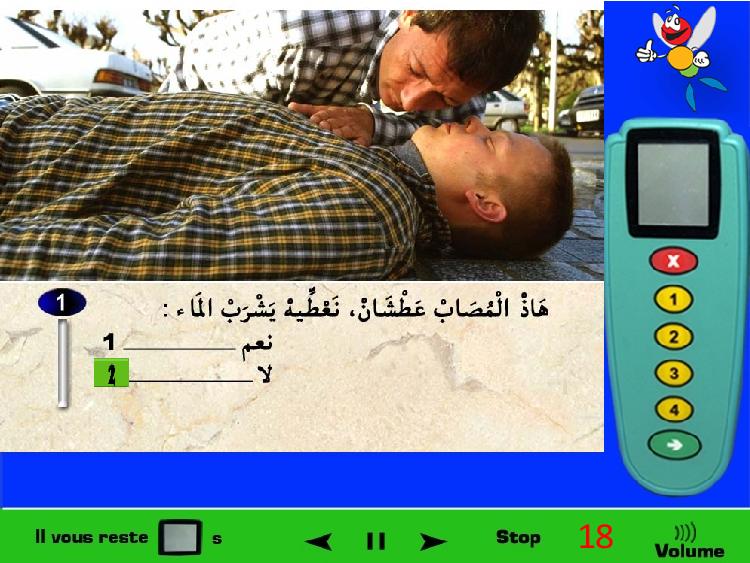 1 هَاذْ الْمُصَابْ عَطْشَانْ، نَعْطِّيهْ يَشْرَبْ الْمَاء :
1 نعم
2 لا
X
1
2
3
4
Il vous reste s Stop 18 Volume